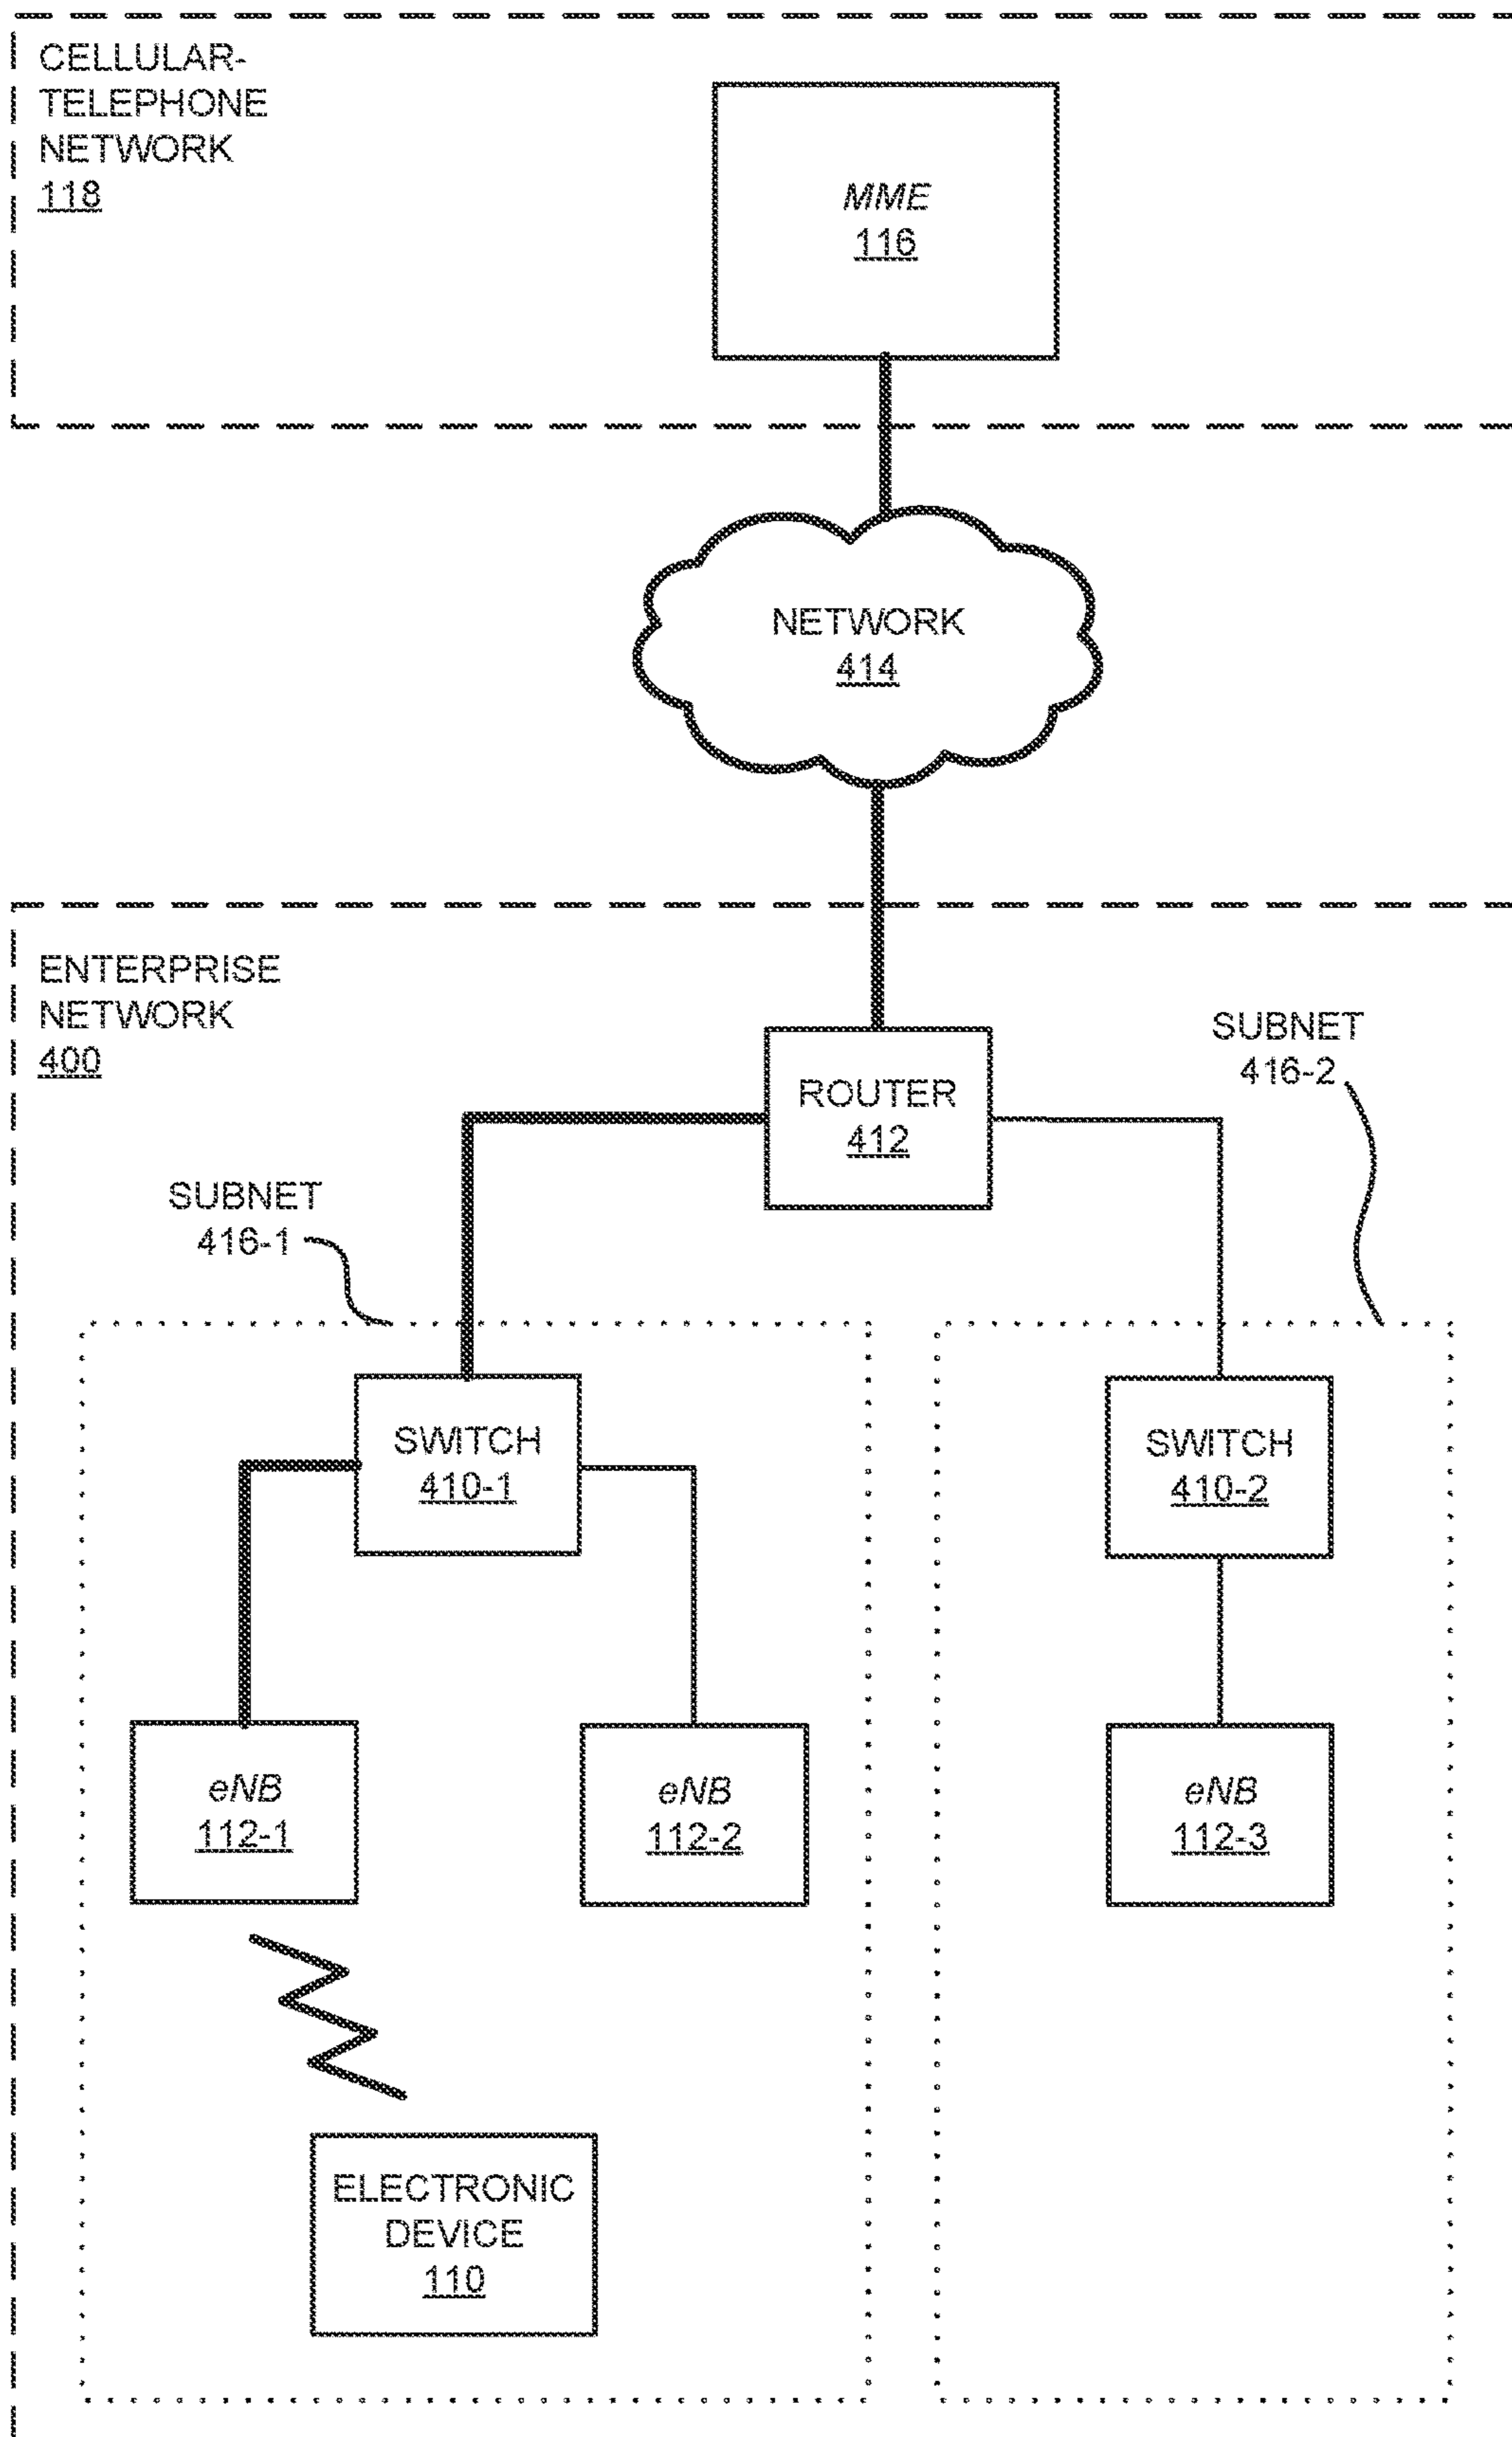 CELLULAR-
TELEPHONE
NETWORK
118
MME
116
NETWORK
414
ENTERPRISE
NETWORK
400
ROUTER
412
SUBNET
416-2
SUBNET
416-1
SWITCH
410-1
SWITCH
410-2
eNB
112-1
eNB
112-2
eNB
112-3
ELECTRONIC
DEVICE
110